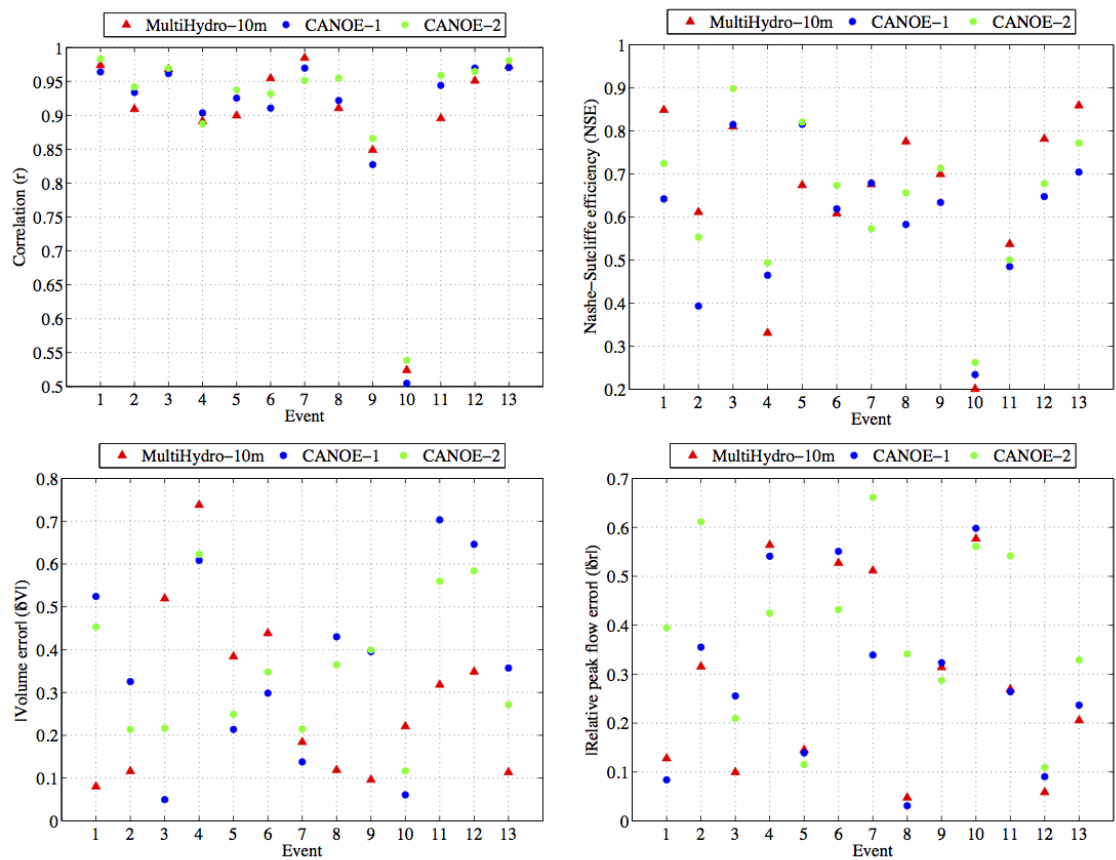 MultiHydro−10m CANOE−1 CANOE−2
1
0.95
0.9
0.85
0.8
0.75
0.7
0.65
0.6
0.55
0.5
Correlation (r)
1 2 3 4 5 6 7 8 9 10 11 12 13
Event
MultiHydro−10m CANOE−1 CANOE−2
1
0.9
0.8
0.7
0.6
0.5
0.4
0.3
0.2
Nashe−Sutcliffe efficiency (NSE)
1 2 3 4 5 6 7 8 9 10 11 12 13
Event
MultiHydro−10m CANOE−1 CANOE−2
0.8
0.7
0.6
0.5
0.4
0.3
0.2
0.1
0
|Volume error| (|δV|)
1 2 3 4 5 6 7 8 9 10 11 12 13
Event
MultiHydro−10m CANOE−1 CANOE−2
0.7
0.6
0.5
0.4
0.3
0.2
0.1
0
|Relative peak flow error| (|δr|)
1 2 3 4 5 6 7 8 9 10 11 12 13
Event